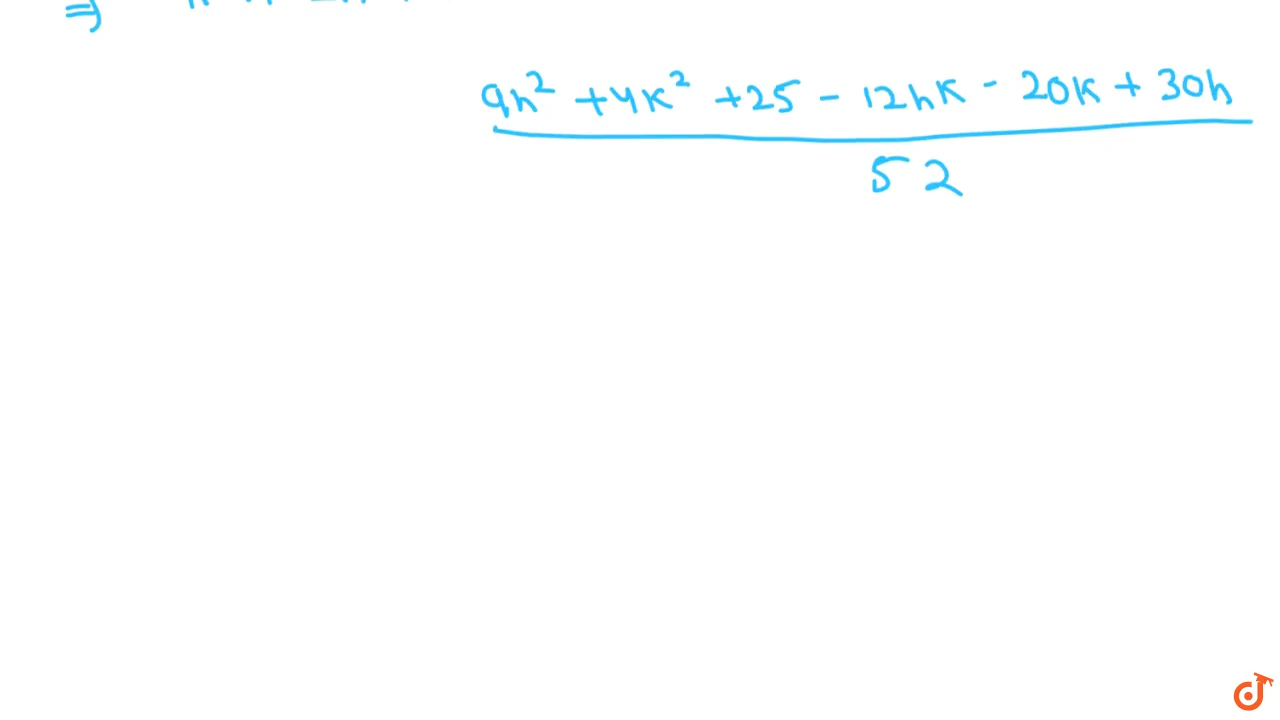 ⇒
9h² + 4k² + 25 - 12hk - 20k + 30h
52